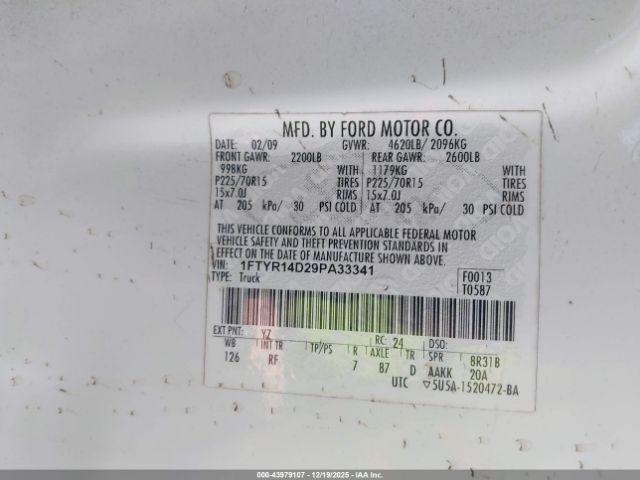 MFD. BY FORD MOTOR CO.
DATE: 02/09 GVWR: 4620LB/ 2096KG
FRONT GAWR: 2200LB REAR GAWR: 2600LB
998KG WITH 1179KG WITH
P225/70R15 TIRES P225/70R15 TIRES
15x7.0J RIMS 15x7.0J RIMS
AT 205 kPa/ 30 PSI COLD AT 205 kPa/ 30 PSI COLD
THIS VEHICLE CONFORMS TO ALL APPLICABLE FEDERAL MOTOR
VEHICLE SAFETY AND THEFT PREVENTION STANDARDS IN EFFECT
ON THE DATE OF MANUFACTURE SHOWN ABOVE.
VIN: 1FTYR14D29PA33341
TYPE: Truck
F0013
T0587
EXT PNT: YZ RC: 24 DSO:
WB INT TR TP/PS R AXLE TR SPR 8R31B
126 RF 7 87 D AAKK 20A
UTC ▽5U5A-1520472-BA
000-43979107 - 12/19/2025 - IAAI.COM